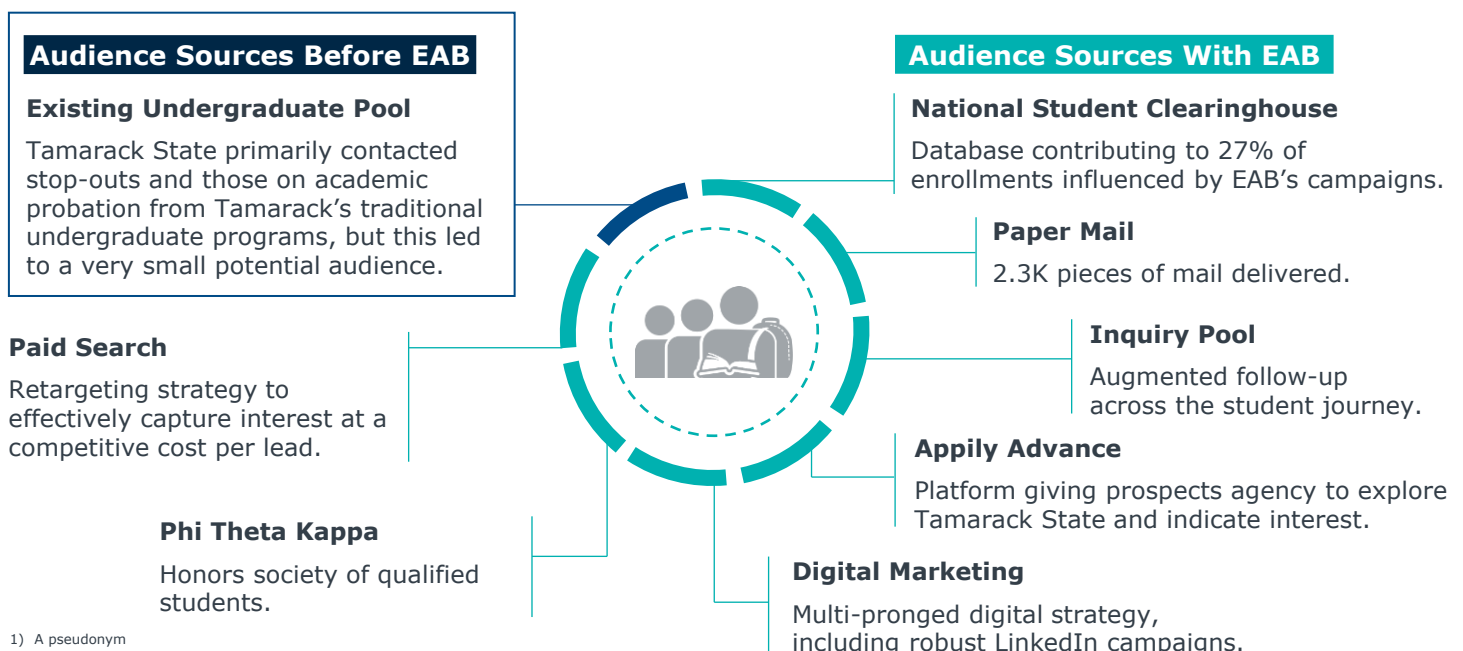 Audience Sources Before EAB
Existing Undergraduate Pool
Tamarack State primarily contacted
stop-outs and those on academic
probation from Tamarack’s traditional
undergraduate programs, but this led
to a very small potential audience.
Audience Sources With EAB
National Student Clearinghouse
Database contributing to 27% of
enrollments influenced by EAB’s campaigns.
Paper Mail
2.3K pieces of mail delivered.
Inquiry Pool
Augmented follow-up
across the student journey.
Appily Advance
Platform giving prospects agency to explore
Tamarack State and indicate interest.
Digital Marketing
Multi-pronged digital strategy,
including robust LinkedIn campaigns.
Phi Theta Kappa
Honors society of qualified
students.
Paid Search
Retargeting strategy to
effectively capture interest at a
competitive cost per lead.
1) A pseudonym